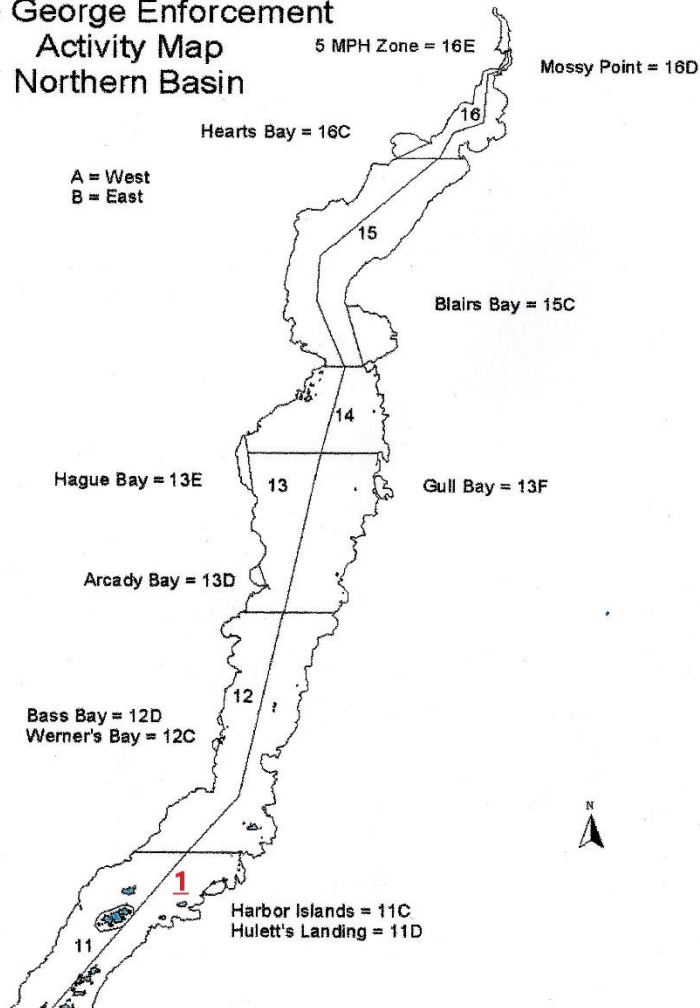 George Enforcement
Activity Map
Northern Basin
5 MPH Zone = 16E
Mossy Point = 16D
16
Hearts Bay = 16C
A = West
B = East
15
Blairs Bay = 15C
14
Hague Bay = 13E
13
Gull Bay = 13F
Arcady Bay = 13D
12
Bass Bay = 12D
Werner's Bay = 12C
N
1
Harbor Islands = 11C
Hulett's Landing = 11D
11